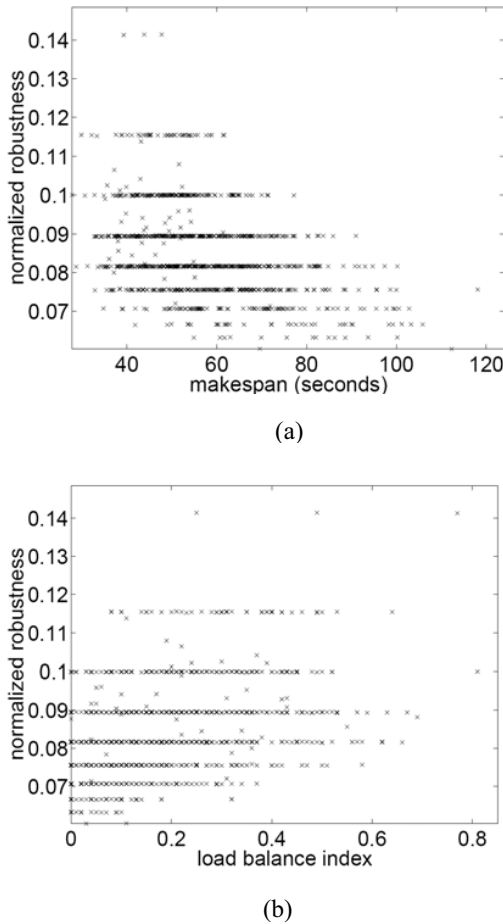 0.14
0.13
0.12
0.11
0.1
0.09
0.08
0.07
normalized robustness
40 60 80 100 120
makespan (seconds)
(a)
0.14
0.13
0.12
0.11
0.1
0.09
0.08
0.07
normalized robustness
0 0.2 0.4 0.6 0.8
load balance index
(b)